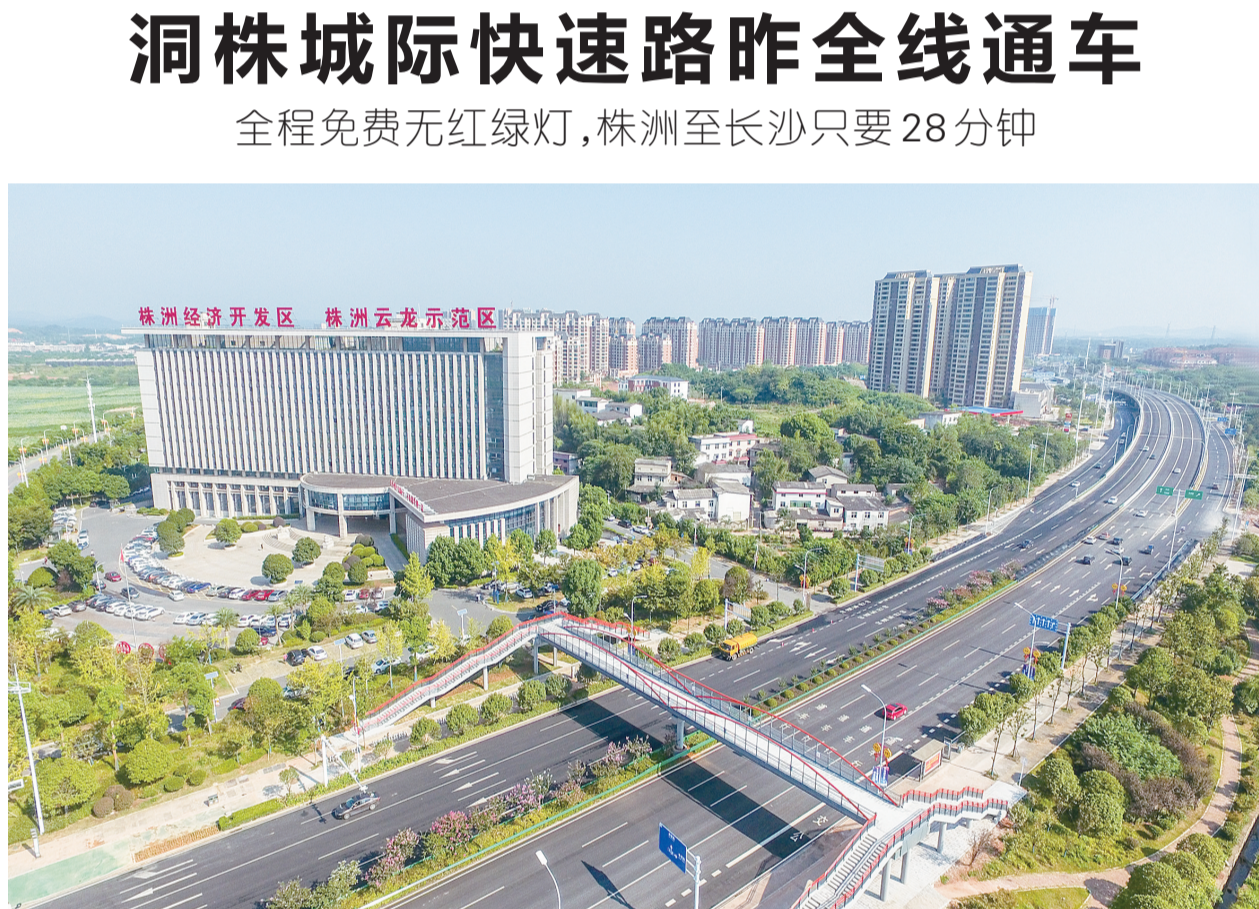 洞株城际快速路昨全线通车
全程免费无红绿灯,株洲至长沙只要28分钟
株洲经济开发区 株洲云龙示范区